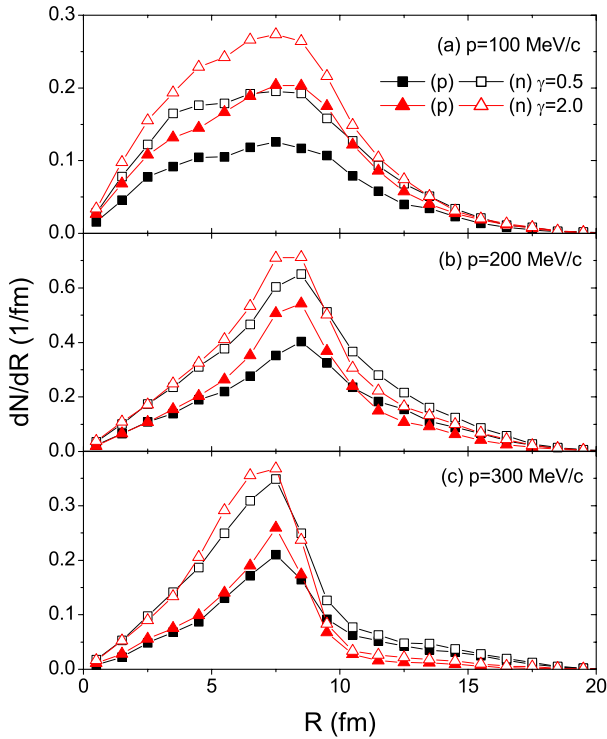 0.3
(a) p=100 MeV/c
(p) (n) γ=0.5
(p) (n) γ=2.0
0.2
0.1
0.0
(b) p=200 MeV/c
0.6
0.4
0.2
0.0
dN/dR (1/fm)
(c) p=300 MeV/c
0.3
0.2
0.1
0.0
0 5 10 15 20
R (fm)